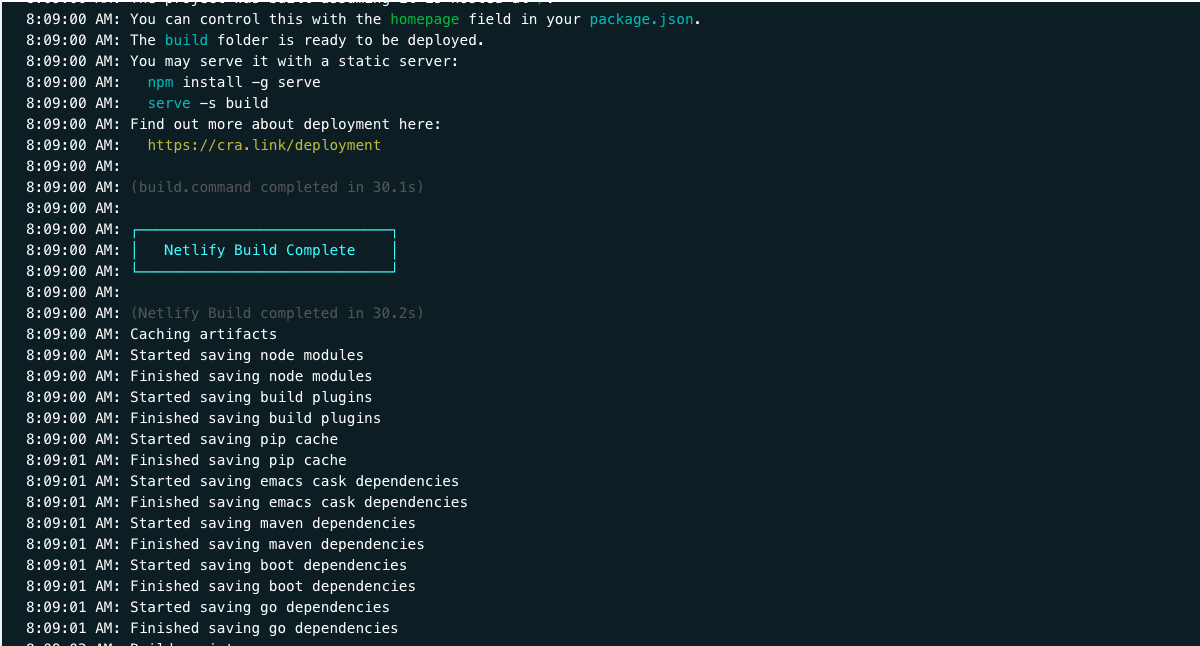 8:09:00 AM: You can control this with the homepage field in your package.json.
8:09:00 AM: The build folder is ready to be deployed.
8:09:00 AM: You may serve it with a static server:
8:09:00 AM:   npm install -g serve
8:09:00 AM:   serve -s build
8:09:00 AM: Find out more about deployment here:
8:09:00 AM:   https://cra.link/deployment
8:09:00 AM:
8:09:00 AM: (build.command completed in 30.1s)
8:09:00 AM:
8:09:00 AM:
8:09:00 AM: Netlify Build Complete
8:09:00 AM:
8:09:00 AM:
8:09:00 AM: (Netlify Build completed in 30.2s)
8:09:00 AM: Caching artifacts
8:09:00 AM: Started saving node modules
8:09:00 AM: Finished saving node modules
8:09:00 AM: Started saving build plugins
8:09:00 AM: Finished saving build plugins
8:09:00 AM: Started saving pip cache
8:09:01 AM: Finished saving pip cache
8:09:01 AM: Started saving emacs cask dependencies
8:09:01 AM: Finished saving emacs cask dependencies
8:09:01 AM: Started saving maven dependencies
8:09:01 AM: Finished saving maven dependencies
8:09:01 AM: Started saving boot dependencies
8:09:01 AM: Finished saving boot dependencies
8:09:01 AM: Started saving go dependencies
8:09:01 AM: Finished saving go dependencies